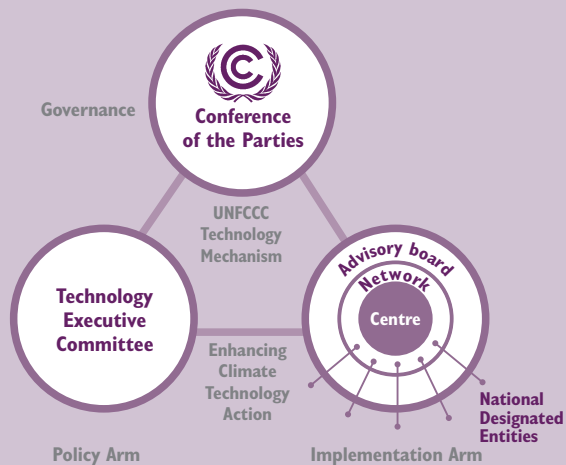 Governance
Conference
of the Parties
UNFCCC
Technology
Mechanism
Technology
Executive
Committee
Advisory board
Network
Centre
Enhancing
Climate
Technology
Action
National
Designated
Entities
Policy Arm
Implementation Arm